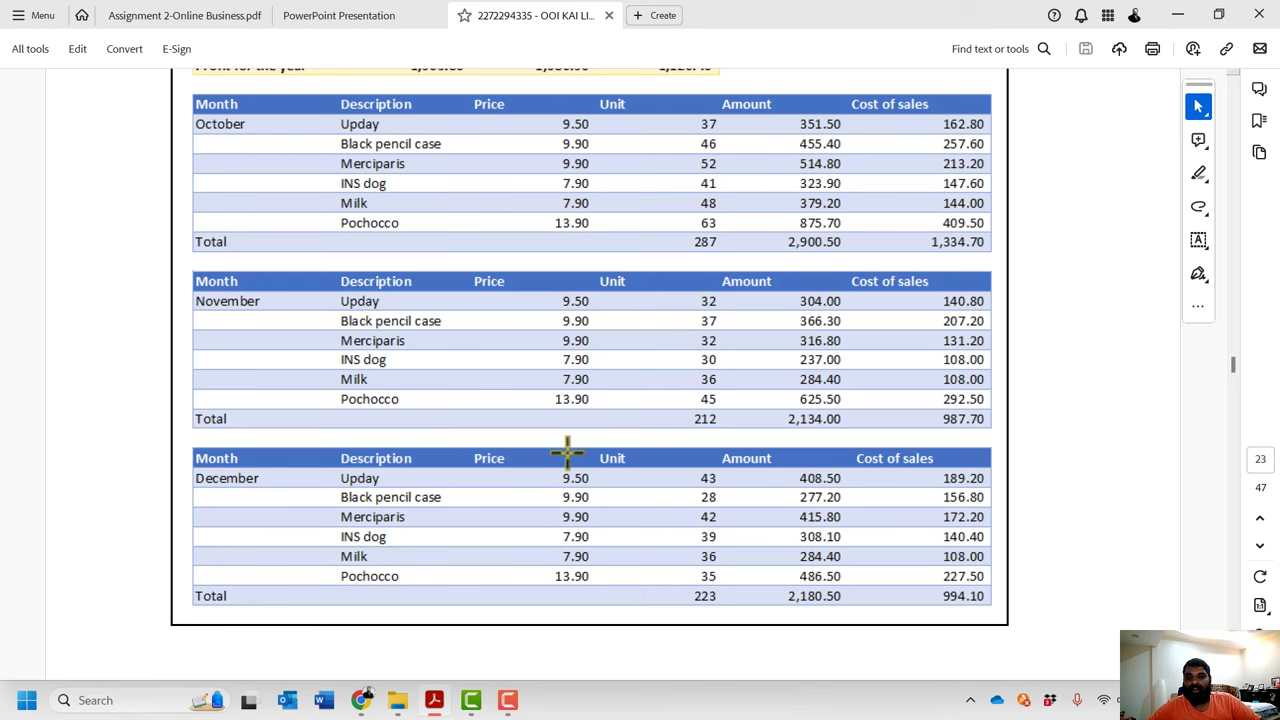 Menu Assignment 2-Online Business.pdf PowerPoint Presentation 2272294335 - OOI KAI LI... Create
All tools Edit Convert E-Sign Find text or tools
Profit for the year
Month Description Price Unit Amount Cost of sales
October Upday 9.50 37 351.50 162.80
Black pencil case 9.90 46 455.40 257.60
Merciparis 9.90 52 514.80 213.20
INS dog 7.90 41 323.90 147.60
Milk 7.90 48 379.20 144.00
Pochocco 13.90 63 875.70 409.50
Total 287 2,900.50 1,334.70
Month Description Price Unit Amount Cost of sales
November Upday 9.50 32 304.00 140.80
Black pencil case 9.90 37 366.30 207.20
Merciparis 9.90 32 316.80 131.20
INS dog 7.90 30 237.00 108.00
Milk 7.90 36 284.40 108.00
Pochocco 13.90 45 625.50 292.50
Total 212 2,134.00 987.70
Month Description Price Unit Amount Cost of sales
December Upday 9.50 43 408.50 189.20
Black pencil case 9.90 28 277.20 156.80
Merciparis 9.90 42 415.80 172.20
INS dog 7.90 39 308.10 140.40
Milk 7.90 36 284.40 108.00
Pochocco 13.90 35 486.50 227.50
Total 223 2,180.50 994.10
23
47
Search